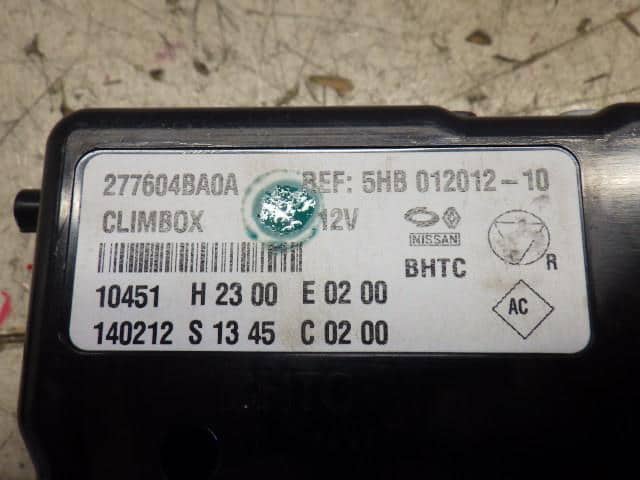 277604BA0A REF: 5HB 012012-10
CLIMBOX 12V
NISSAN
BHTC
R
10451 H 23 00 E 02 00
AC
140212 S 13 45 C 02 00